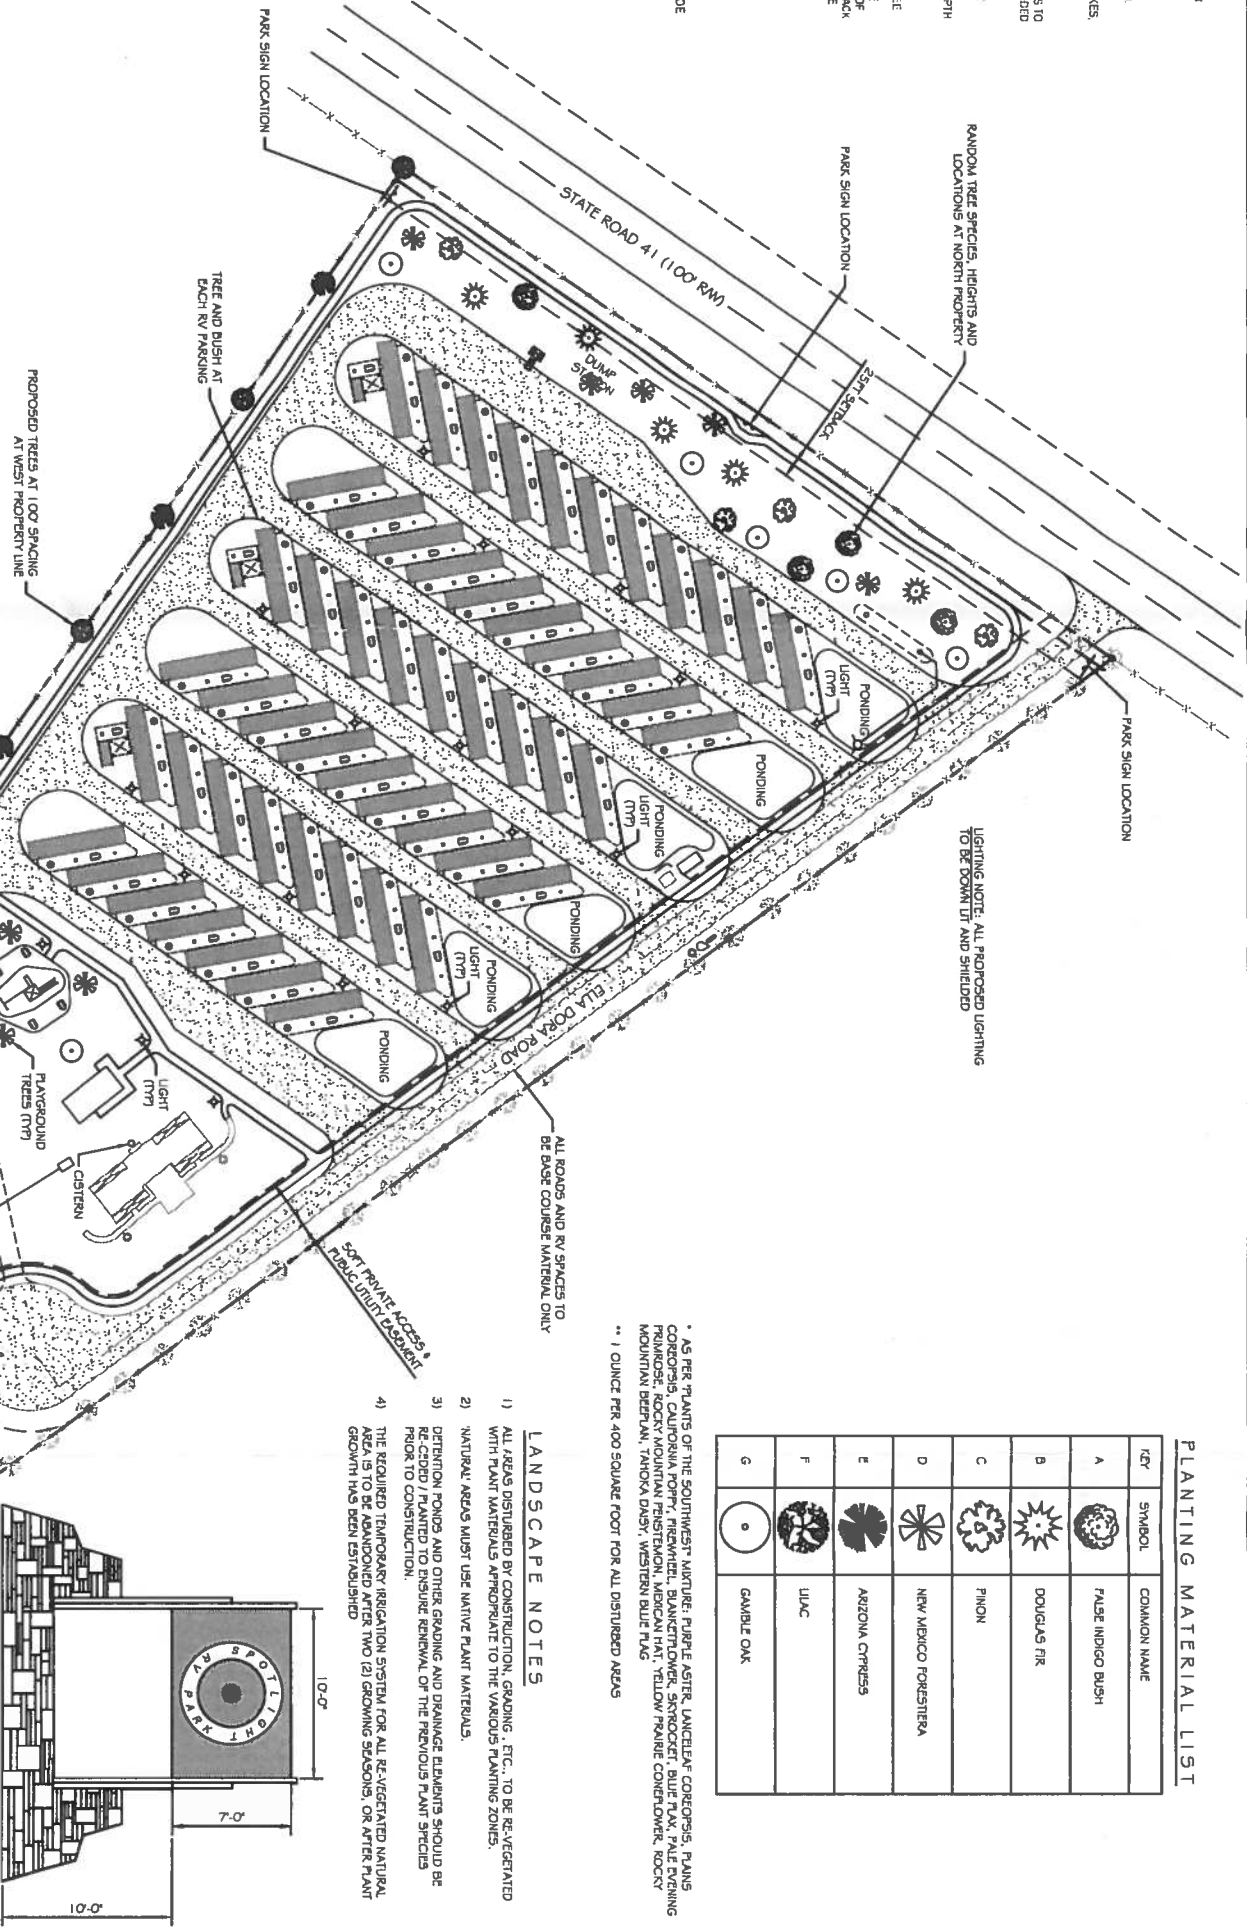 RANDOM TREE SPECIES, HEIGHTS AND
LOCATIONS AT NORTH PROPERTY
PARK SIGN LOCATION
PARK SIGN LOCATION
STATE ROAD 41 (100' R/W)
25FT SETBACK
DUMP
STATION
TREE AND BUSH AT
EACH RV PARKING
PROPOSED TREES AT 100' SPACING
AT WEST PROPERTY LINE
PARK SIGN LOCATION
LIGHTING NOTE: ALL PROPOSED LIGHTING
TO BE DOWN LIT AND SHIELDED
PONDING
LIGHT
(TYP)
PONDING
PONDING
LIGHT
(TYP)
PONDING
PONDING
LIGHT
(TYP)
PONDING
ELLA DORA ROAD
ALL ROADS AND RV SPACES TO
BE BASE COURSE MATERIAL ONLY
50FT PRIVATE ACCESS &
PUBLIC UTILITY EASEMENT
LIGHT
(TYP)
PLAYGROUND
TREES (TYP)
CISTERN
PLANTING MATERIAL LIST
KEY SYMBOL COMMON NAME
A FALSE INDIGO BUSH
B DOUGLAS FIR
C PINON
D NEW MEXICO FORESTIERA
E ARIZONA CYPRESS
F LILAC
G GAMBLE OAK
* AS PER "PLANTS OF THE SOUTHWEST" MIXTURE: PURPLE ASTER, LANCELEAF COREOPSIS, PLAINS
COREOPSIS, CALIFORNIA POPPY, FIREWHEEL, BLANKETFLOWER, SKYROCKET, BLUE FLAX, PALE EVENING
PRIMROSE, ROCKY MOUNTIAN PENSTEMON, MEXICAN HAT, YELLOW PRAIRIE CONEFLOWER, ROCKY
MOUNTIAN BEEPLAN, TAHOKA DAISY, WESTERN BLUE FLAG
** 1 OUNCE PER 400 SQUARE FOOT FOR ALL DISTURBED AREAS
LANDSCAPE NOTES
1) ALL AREAS DISTURBED BY CONSTRUCTION, GRADING , ETC., TO BE RE-VEGETATED
WITH PLANT MATERIALS APPROPRIATE TO THE VARIOUS PLANTING ZONES.
2) 'NATURAL' AREAS MUST USE NATIVE PLANT MATERIALS.
3) DETENTION PONDS AND OTHER GRADING AND DRAINAGE ELEMENTS SHOULD BE
RE-CEDED / PLANTED TO ENSURE RENEWAL OF THE PREVIOUS PLANT SPECIES
PRIOR TO CONSTRUCTION.
4) THE REQUIRED TEMPORARY IRRIGATION SYSTEM FOR ALL RE-VEGETATED NATURAL
AREA IS TO BE ABANDONED AFTER TWO (2) GROWING SEASONS, OR AFTER PLANT
GROWTH HAS BEEN ESTABLISHED
10'-0"
SPOTLIGHT RV PARK
7'-0"
10'-0"